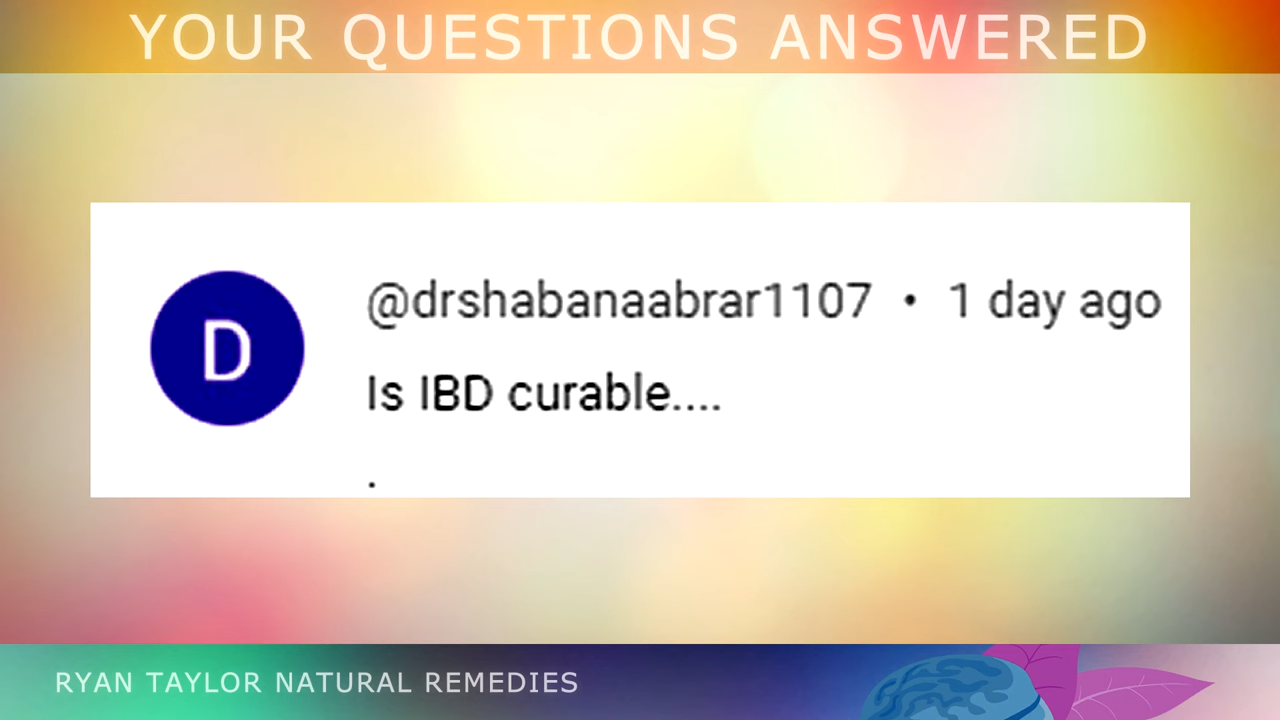 YOUR QUESTIONS ANSWERED
D
@drshabanaabrar1107 • 1 day ago
Is IBD curable....
.
RYAN TAYLOR NATURAL REMEDIES